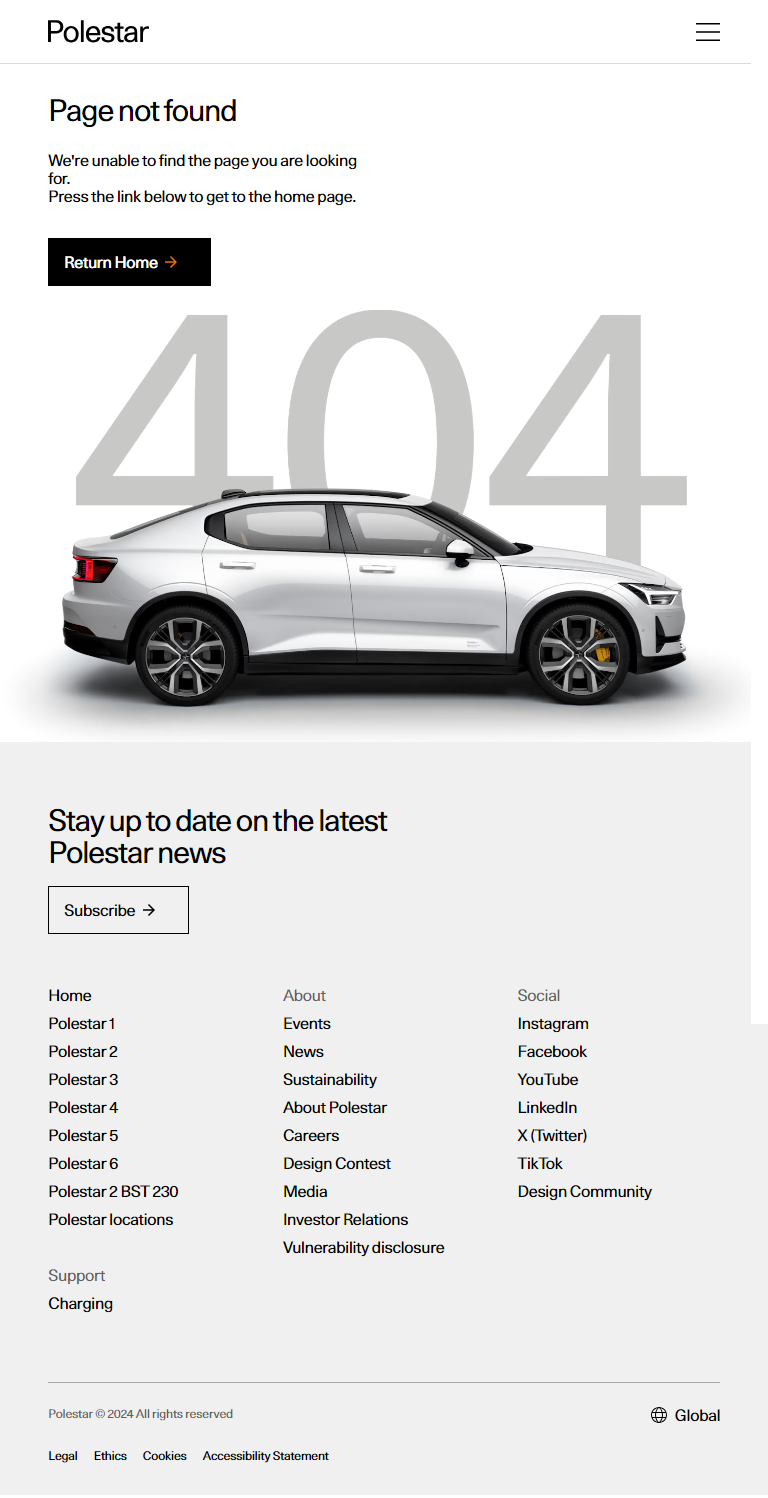 Polestar
Page not found
We're unable to find the page you are looking
for.
Press the link below to get to the home page.
Return Home
404
Stay up to date on the latest
Polestar news
Subscribe
Home
Polestar 1
Polestar 2
Polestar 3
Polestar 4
Polestar 5
Polestar 6
Polestar 2 BST 230
Polestar locations
Support
Charging
About
Events
News
Sustainability
About Polestar
Careers
Design Contest
Media
Investor Relations
Vulnerability disclosure
Social
Instagram
Facebook
YouTube
LinkedIn
X (Twitter)
TikTok
Design Community
Polestar © 2024 All rights reserved
Global
Legal Ethics Cookies Accessibility Statement